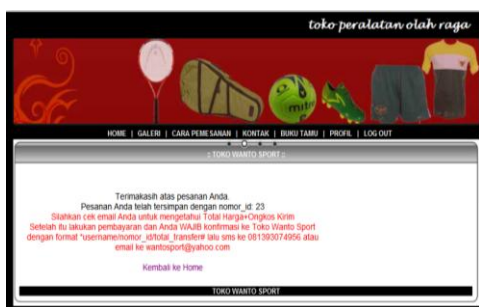 toko peralatan olah raga
mitre
HOME | GALERI | CARA PEMESANAN | KONTAK | BUKU TAMU | PROFIL | LOG OUT
:: TOKO WANTO SPORT ::
Terimakasih atas pesanan Anda.
Pesanan Anda telah tersimpan dengan nomor_id: 23
Silahkan cek email Anda untuk mengetahui Total Harga+Ongkos Kirim
Setelah itu lakukan pembayaran dan Anda WAJIB konfirmasi ke Toko Wanto Sport
dengan format *username/nomor_id/total_transfer# lalu sms ke 081393074956 atau
email ke wantosport@yahoo.com
Kembali ke Home
TOKO WANTO SPORT